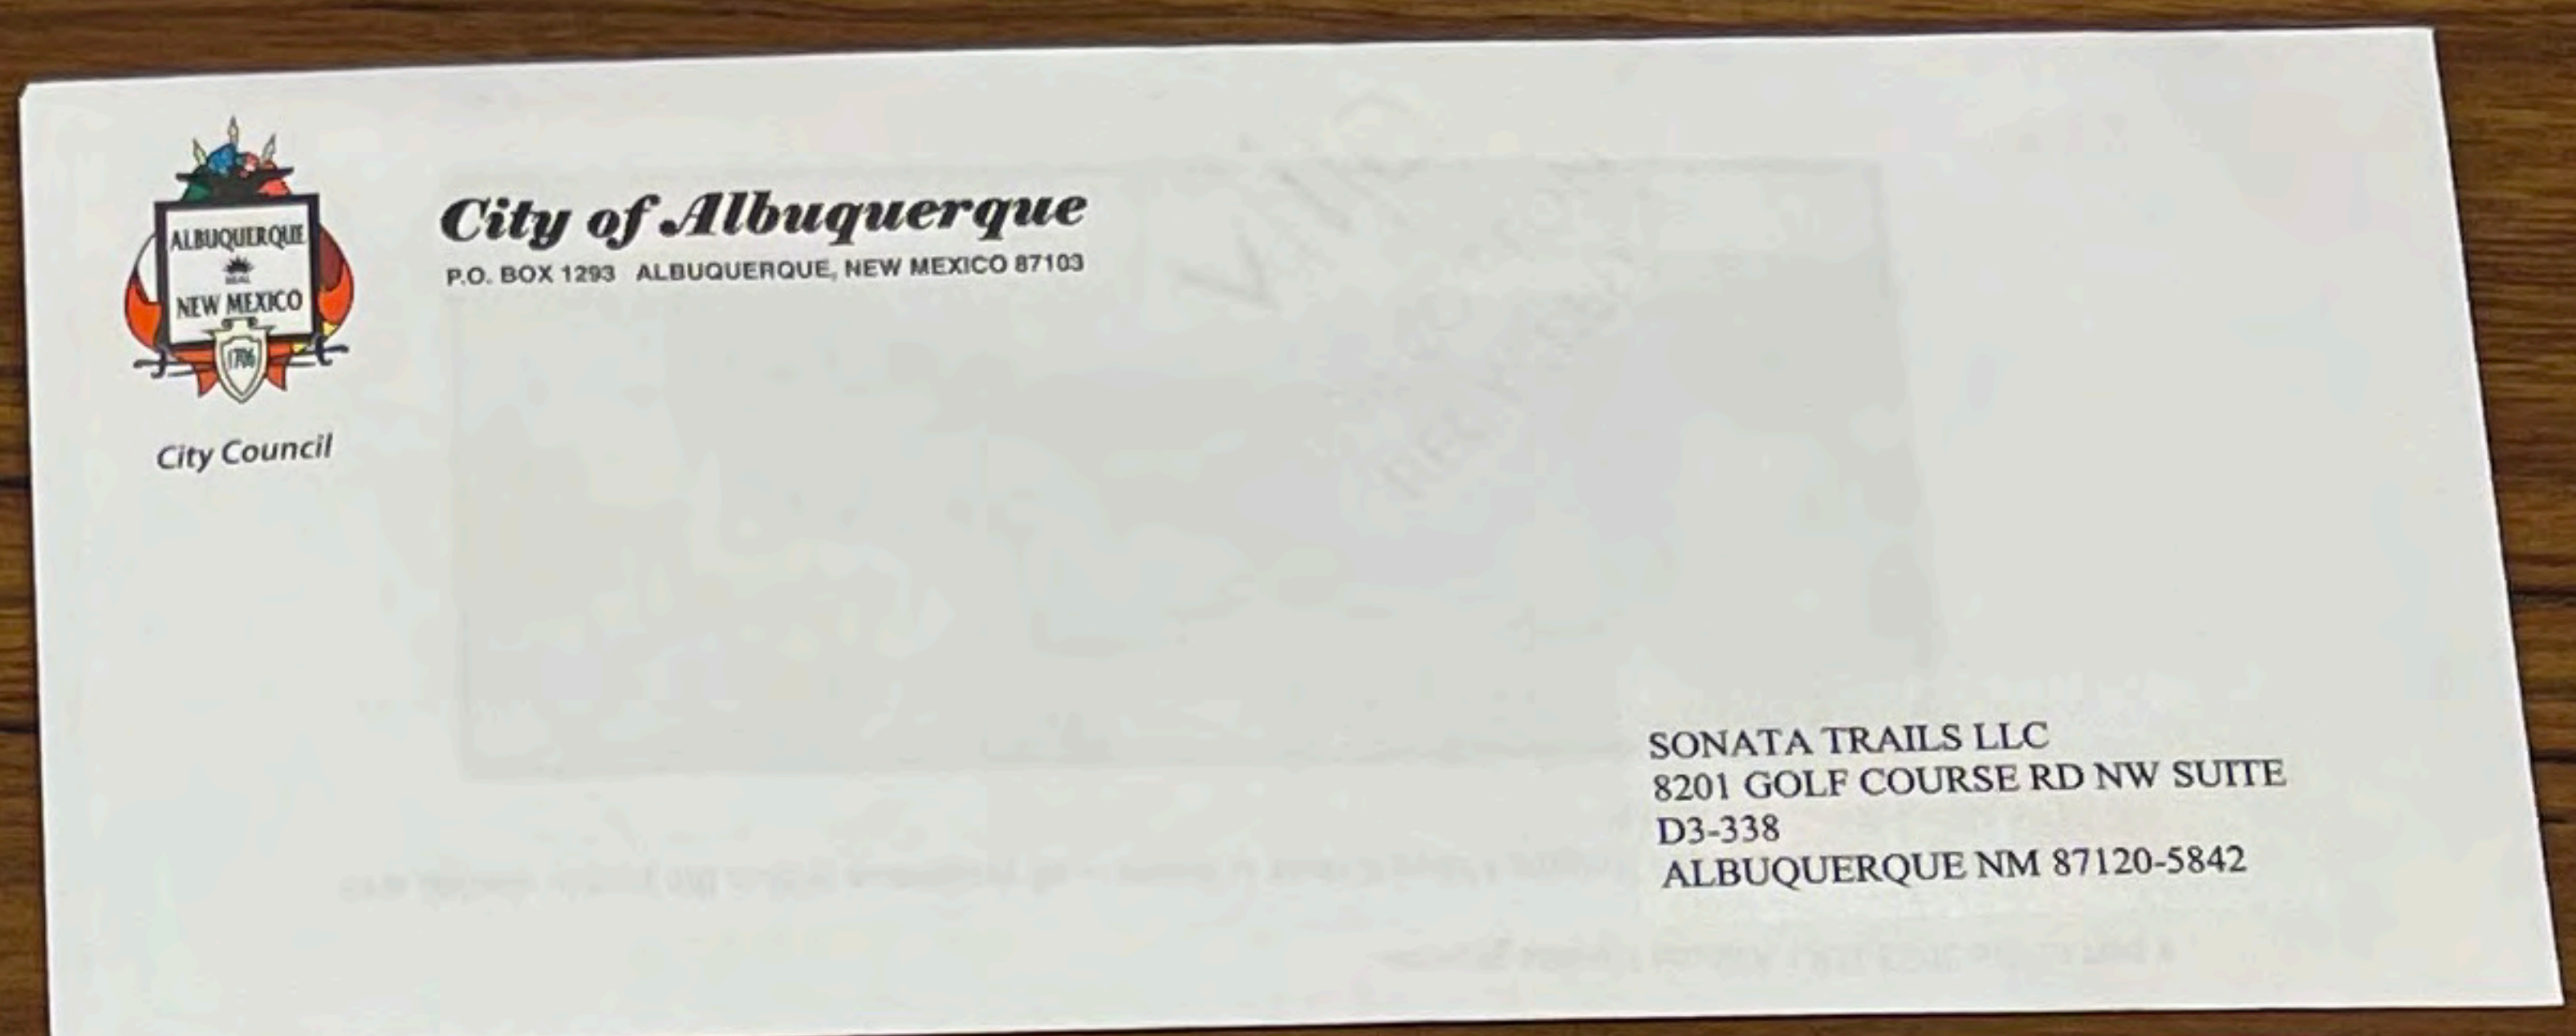 ALBUQUERQUE
SEAL
NEW MEXICO
1706
City Council
City of Albuquerque
P.O. BOX 1293 ALBUQUERQUE, NEW MEXICO 87103
SONATA TRAILS LLC
8201 GOLF COURSE RD NW SUITE
D3-338
ALBUQUERQUE NM 87120-5842